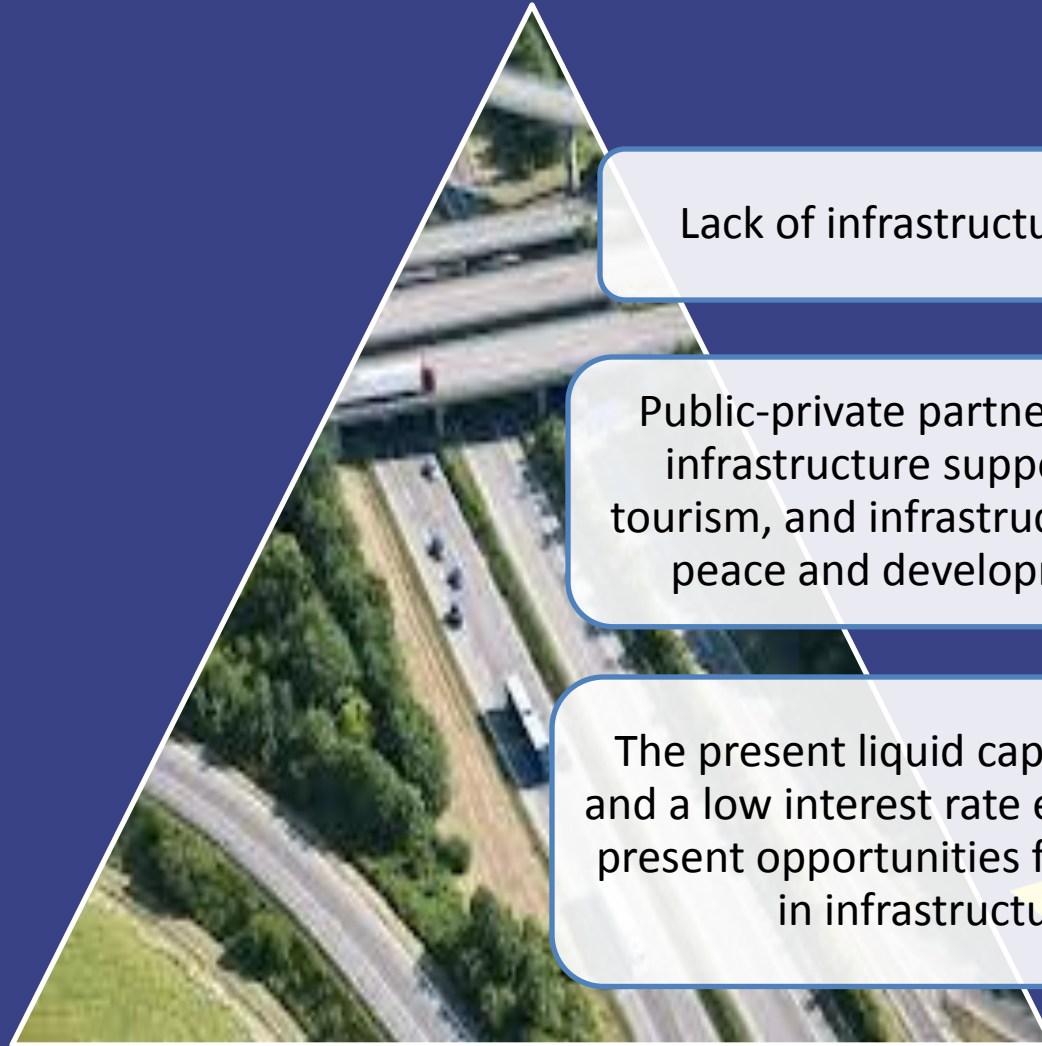 Lack of infrastructu
Public-private partne
infrastructure suppo
tourism, and infrastruc
peace and develop
The present liquid cap
and a low interest rate e
present opportunities f
in infrastructu